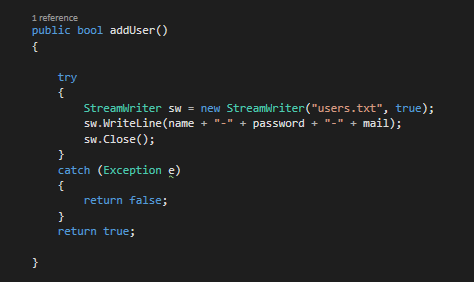 1 reference
public bool addUser()
{
try
{
StreamWriter sw = new StreamWriter("users.txt", true);
sw.WriteLine(name + "-" + password + "-" + mail);
sw.Close();
}
catch (Exception e)
{
return false;
}
return true;
}